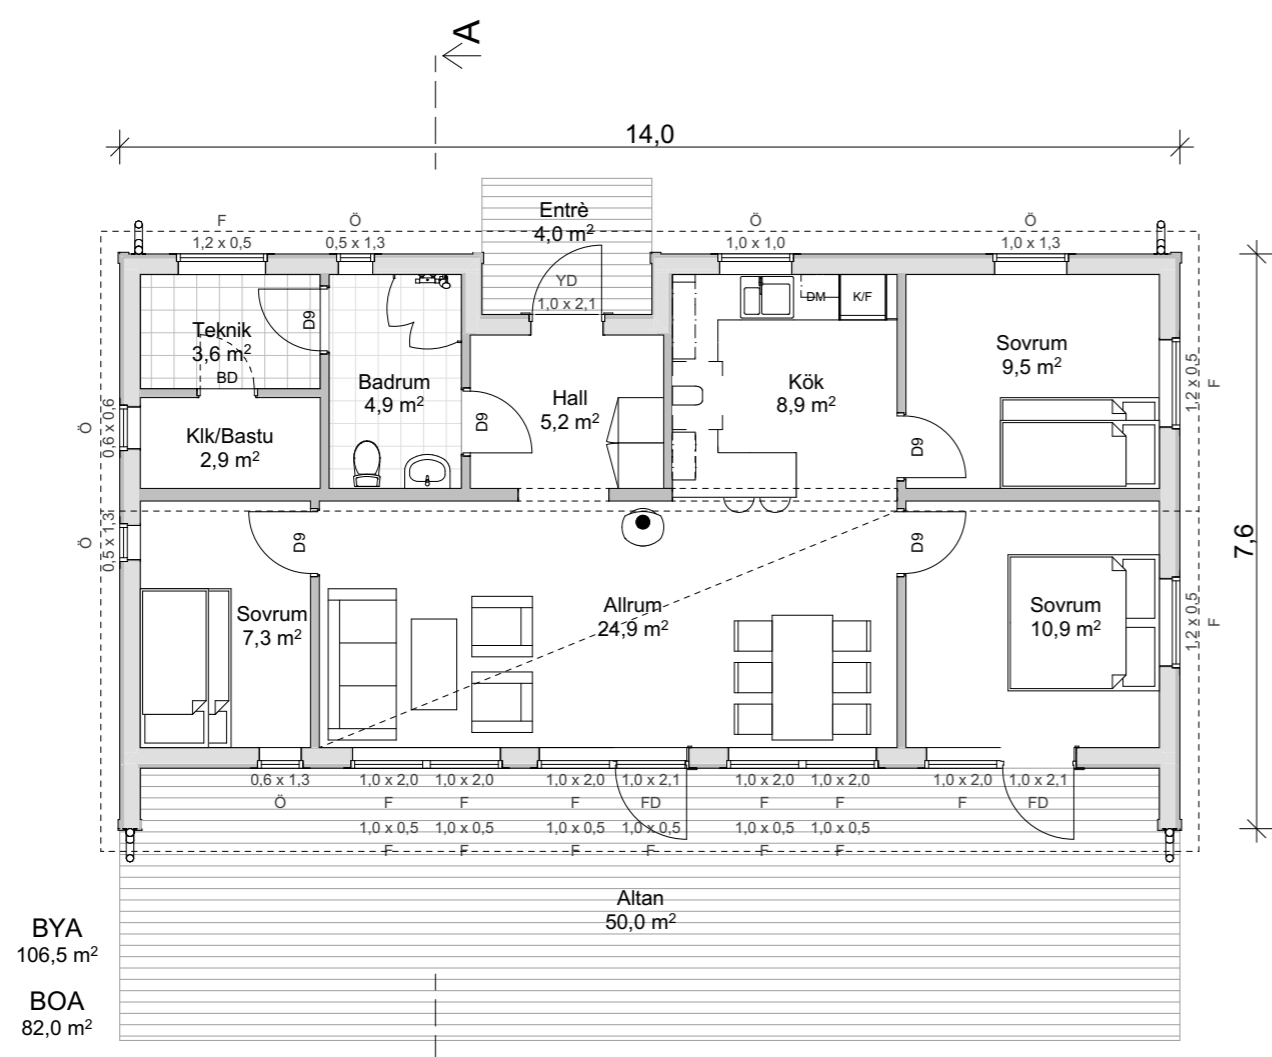 A
14,0
Entrè
4,0 m²
F
1,2 x 0,5
Ö
0,5 x 1,3
Ö
1,0 x 1,0
Ö
1,0 x 1,3
YD
1,0 x 2,1
DM
K/F
Teknik
3,6 m²
BD
D9
Badrum
4,9 m²
D9
Hall
5,2 m²
Kök
8,9 m²
D9
Sovrum
9,5 m²
1,2 x 0,5
F
Klk/Bastu
2,9 m²
Ö
0,6 x 0,6
Ö
0,5 x 1,3
D9
D9
7,6
Sovrum
7,3 m²
Allrum
24,9 m²
Sovrum
10,9 m²
1,2 x 0,5
F
0,6 x 1,3
1,0 x 2,0
1,0 x 2,0
1,0 x 2,0
1,0 x 2,1
1,0 x 2,0
1,0 x 2,0
1,0 x 2,0
1,0 x 2,1
Ö
F
F
F
FD
F
F
F
FD
1,0 x 0,5
1,0 x 0,5
1,0 x 0,5
1,0 x 0,5
1,0 x 0,5
1,0 x 0,5
F
F
F
F
F
F
Altan
50,0 m²
BYA
106,5 m²
BOA
82,0 m²